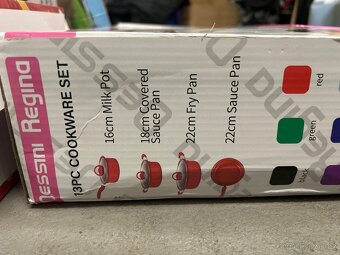 nessini Regina
13PC COOKWARE SET
16cm Milk Pot
18cm Covered
Sauce Pan
22cm Fry Pan
22cm Sauce Pan
red
green
black